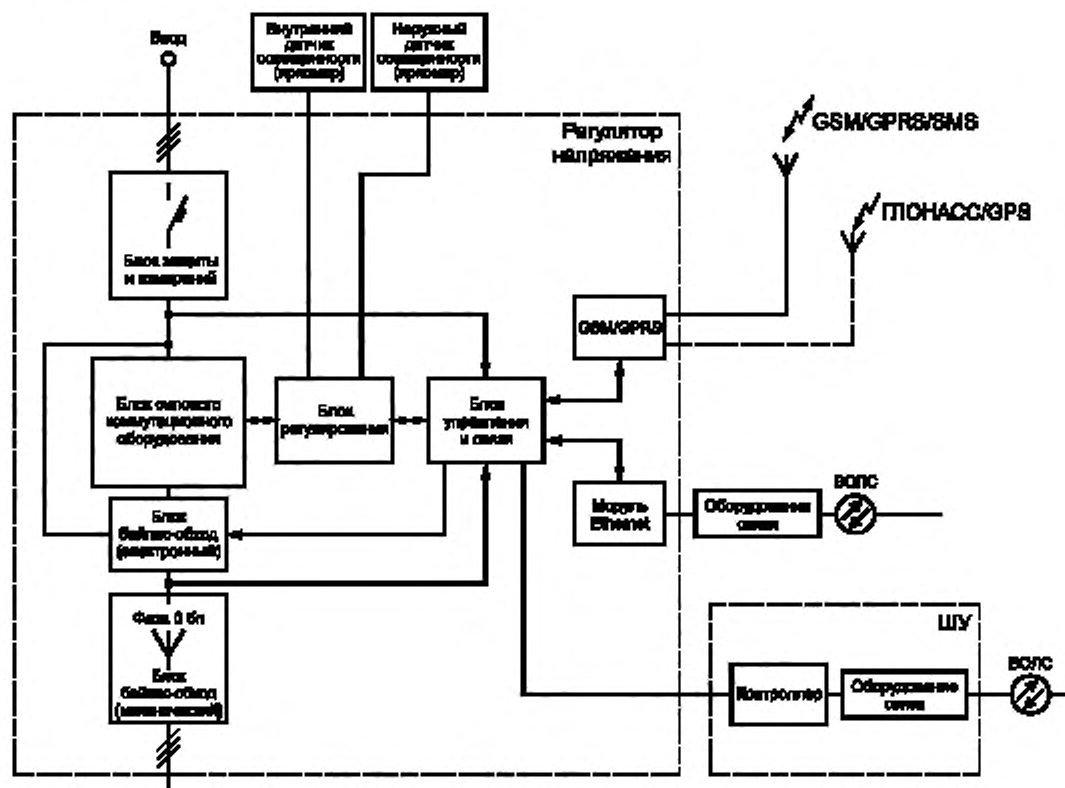 Ввод
Внутренний
датчик
освещенности
(яркомер)
Наружный
датчик
освещенности
(яркомер)
Регулятор
напряжения
GSM/GPRS/SMS
ГЛОНАСС/GPS
Блок защиты
и измерений
GSM/GPRS
Блок силового
коммутационного
оборудования
Блок
регулирования
Блок
управления
и связи
Модуль
Ethernet
Оборудование
связи
ВОЛС
Блок
байпас-обход
(электронный)
Блок
байпас-обход
(механический)
ШУ
Контроллер
Оборудование
связи
ВОЛС